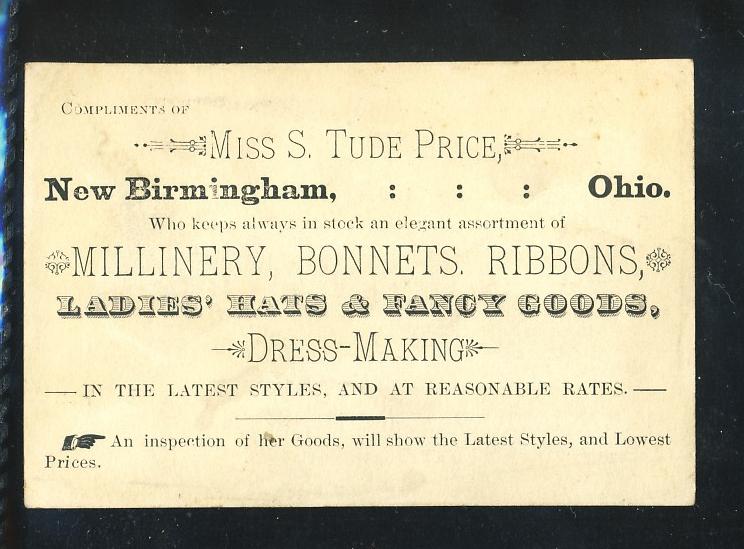 COMPLIMENTS OF
MISS S. TUDE PRICE,
New Birmingham, : : : Ohio.
Who keeps always in stock an elegant assortment of
MILLINERY, BONNETS. RIBBONS,
LADIES' HATS & FANCY GOODS,
DRESS-MAKING
IN THE LATEST STYLES, AND AT REASONABLE RATES.
An inspection of her Goods, will show the Latest Styles, and Lowest
Prices.